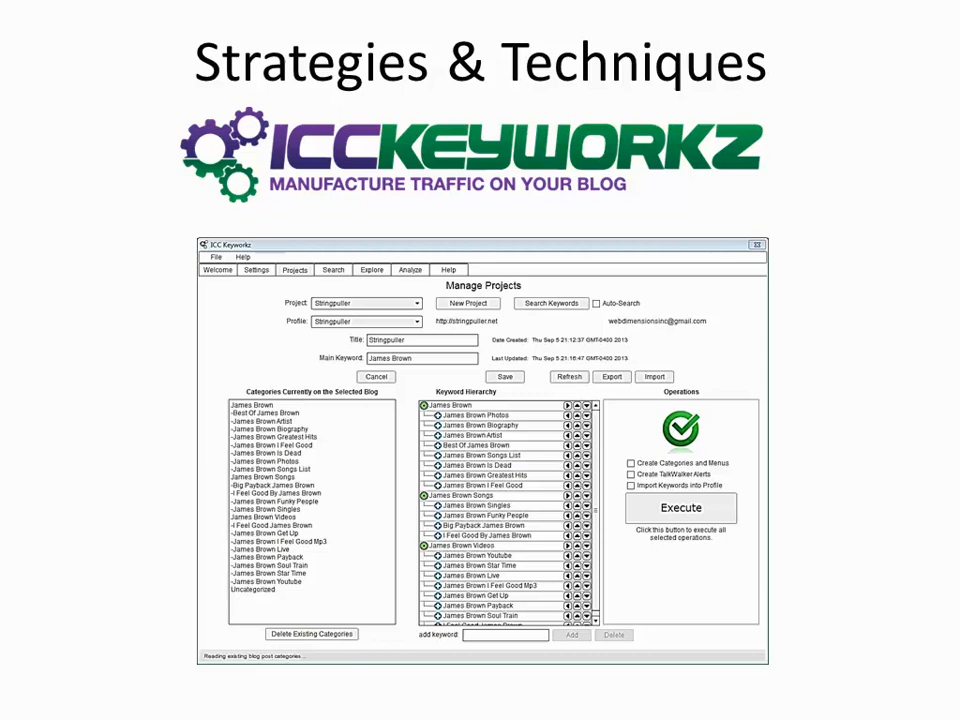 Strategies & Techniques
ICCKEYWORKZ
MANUFACTURE TRAFFIC ON YOUR BLOG
ICC Keyworkz
File Help
Welcome Settings Projects Search Explore Analyze Help
Manage Projects
Project: Stringpuller New Project Search Keywords Auto-Search
Profile: Stringpuller http://stringpuller.net webdimensionsinc@gmail.com
Title: Stringpuller Date Created: Thu Sep 5 21:12:37 GMT-0400 2013
Main Keyword: James Brown Last Updated: Thu Sep 5 21:16:47 GMT-0400 2013
Cancel Save Refresh Export Import
Categories Currently on the Selected Blog
James Brown
-Best Of James Brown
-James Brown Artist
-James Brown Biography
-James Brown Greatest Hits
-James Brown I Feel Good
-James Brown Is Dead
-James Brown Photos
-James Brown Songs List
James Brown Songs
-Big Payback James Brown
-I Feel Good By James Brown
-James Brown Funky People
-James Brown Singles
James Brown Videos
-I Feel Good James Brown
-James Brown Get Up
-James Brown I Feel Good Mp3
-James Brown Live
-James Brown Payback
-James Brown Soul Train
-James Brown Star Time
-James Brown Youtube
Uncategorized
Delete Existing Categories
Keyword Hierarchy
James Brown
James Brown Photos
James Brown Biography
James Brown Artist
Best Of James Brown
James Brown Songs List
James Brown Is Dead
James Brown Greatest Hits
James Brown I Feel Good
James Brown Songs
James Brown Singles
James Brown Funky People
Big Payback James Brown
I Feel Good By James Brown
James Brown Videos
James Brown Youtube
James Brown Star Time
James Brown Live
James Brown I Feel Good Mp3
James Brown Get Up
James Brown Payback
James Brown Soul Train
I Feel Good James Brown
add keyword: Add Delete
Operations
Create Categories and Menus
Create TalkWalker Alerts
Import Keywords into Profile
Execute
Click this button to execute all
selected operations.
Reading existing blog post categories...